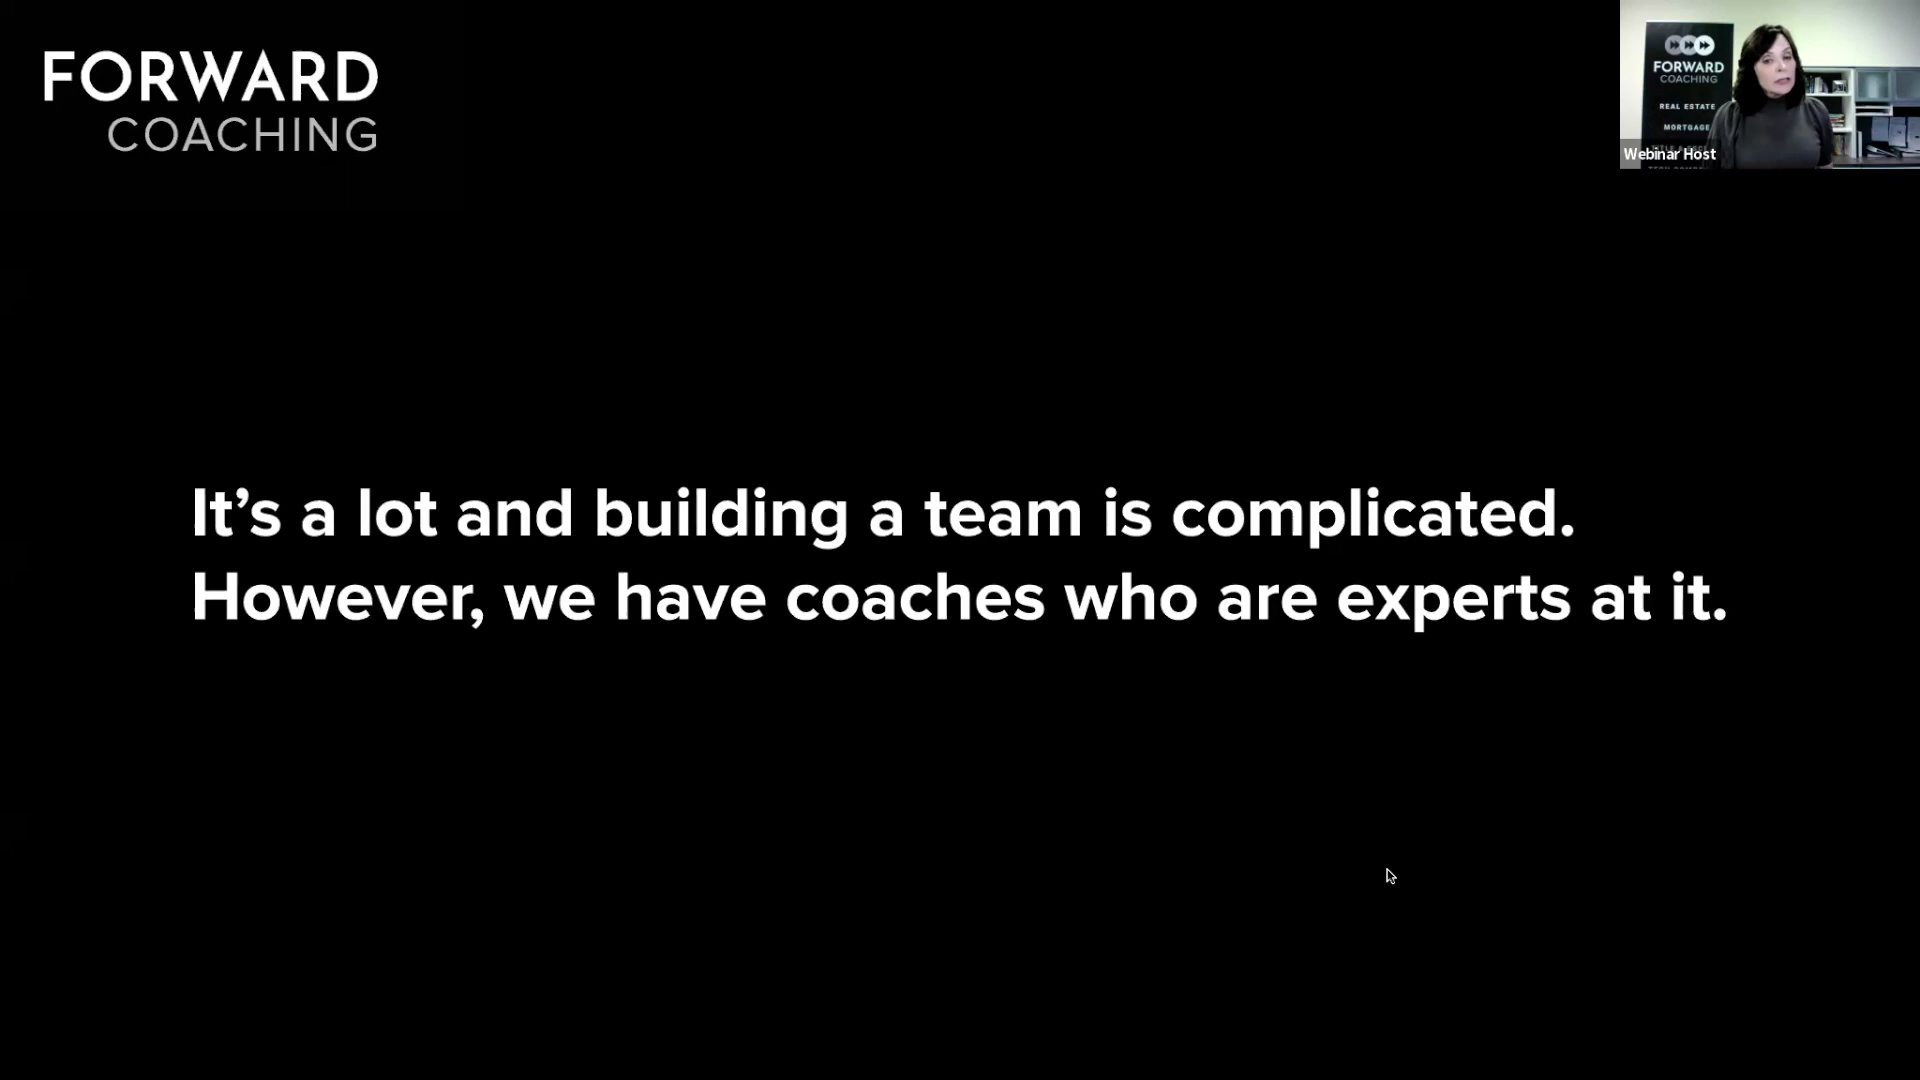 FORWARD
COACHING
FORWARD
COACHING
REAL ESTATE
MORTGAGE
Webinar Host
It’s a lot and building a team is complicated.
However, we have coaches who are experts at it.